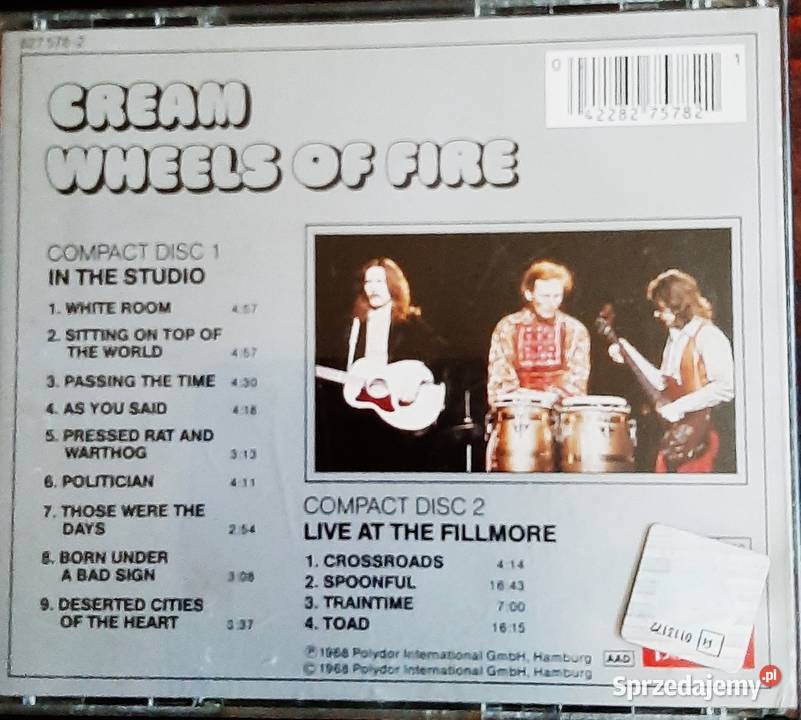 827 578-2
CREAM
WHEELS OF FIRE
0 42282 75782 1
COMPACT DISC 1
IN THE STUDIO
1. WHITE ROOM 4:57
2. SITTING ON TOP OF
THE WORLD 4:57
3. PASSING THE TIME 4:30
4. AS YOU SAID 4:18
5. PRESSED RAT AND
WARTHOG 3:13
6. POLITICIAN 4:11
7. THOSE WERE THE
DAYS 2:54
8. BORN UNDER
A BAD SIGN 3:08
9. DESERTED CITIES
OF THE HEART 3:37
COMPACT DISC 2
LIVE AT THE FILLMORE
1. CROSSROADS 4:14
2. SPOONFUL 16:43
3. TRAINTIME 7:00
4. TOAD 16:15
℗ 1968 Polydor International GmbH, Hamburg
© 1968 Polydor International GmbH, Hamburg
AAD
Sprzedajemy.pl